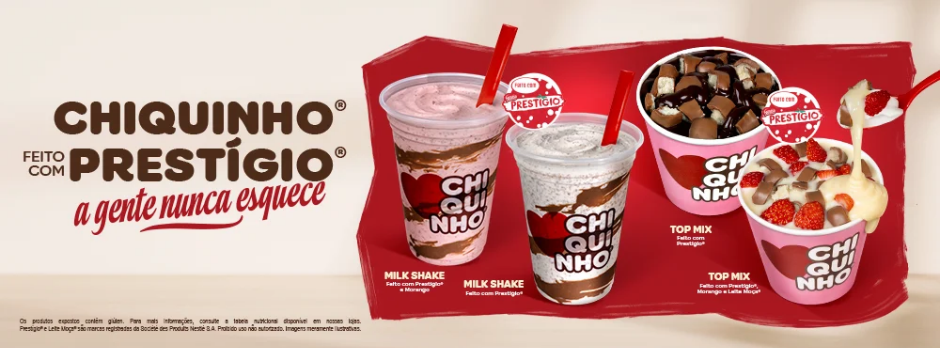 CHIQUINHO®
FEITO COM PRESTÍGIO®
a gente nunca esquece
FEITO COM
Nestlé
PRESTÍGIO
FEITO COM
Nestlé
PRESTÍGIO
CHI
QUI
NHO
CHI
QUI
NHO
CHI
QUI
NHO
CHI
QUI
NHO
MILK SHAKE
Feito com Prestígio®
e Morango
MILK SHAKE
Feito com Prestígio®
TOP MIX
Feito com
Prestígio®
TOP MIX
Feito com Prestígio®,
Morango e Leite Moça®
Os produtos expostos contêm glúten. Para mais informações, consulte a tabela nutricional disponível em nossas lojas.
Prestígio® e Leite Moça® são marcas registradas da Société des Produits Nestlé S.A. Proibido uso não autorizado. Imagens meramente ilustrativas.